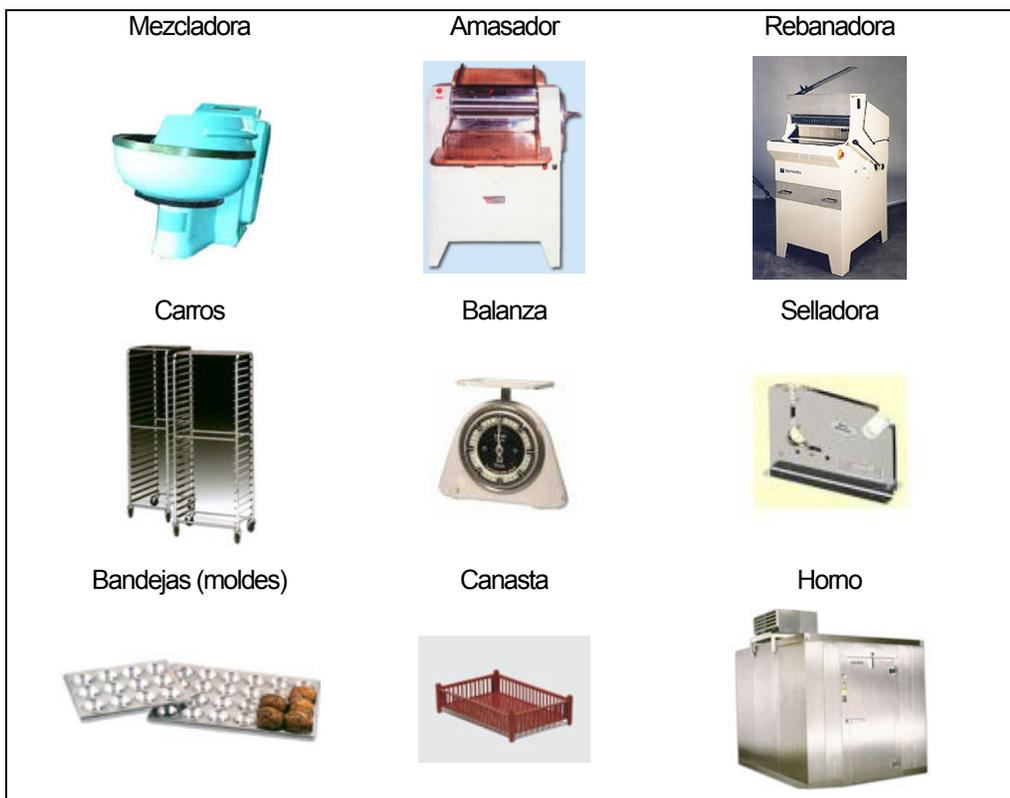 Mezcladora Amasador Rebanadora
Carros Balanza Selladora
Bandejas (moldes) Canasta Horno